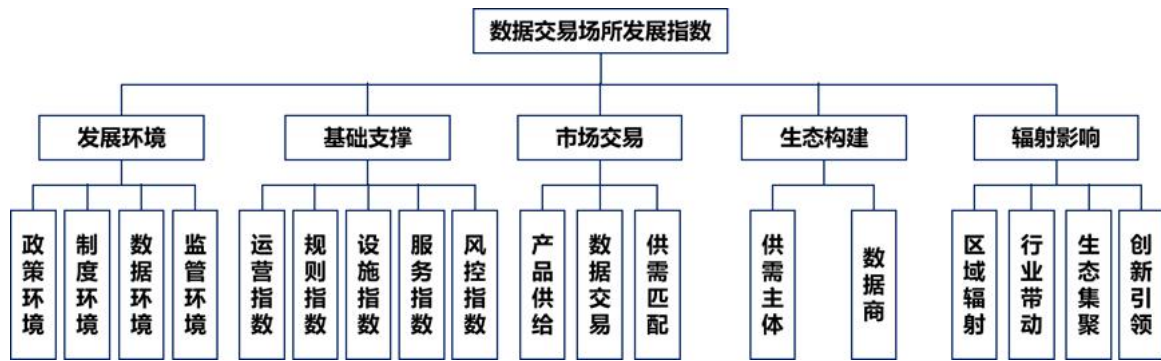 数据交易场所发展指数
发展环境
基础支撑
市场交易
生态构建
辐射影响
政策环境
制度环境
数据环境
监管环境
运营指数
规则指数
设施指数
服务指数
风控指数
产品供给
数据交易
供需匹配
供需主体
数据商
区域辐射
行业带动
生态集聚
创新引领